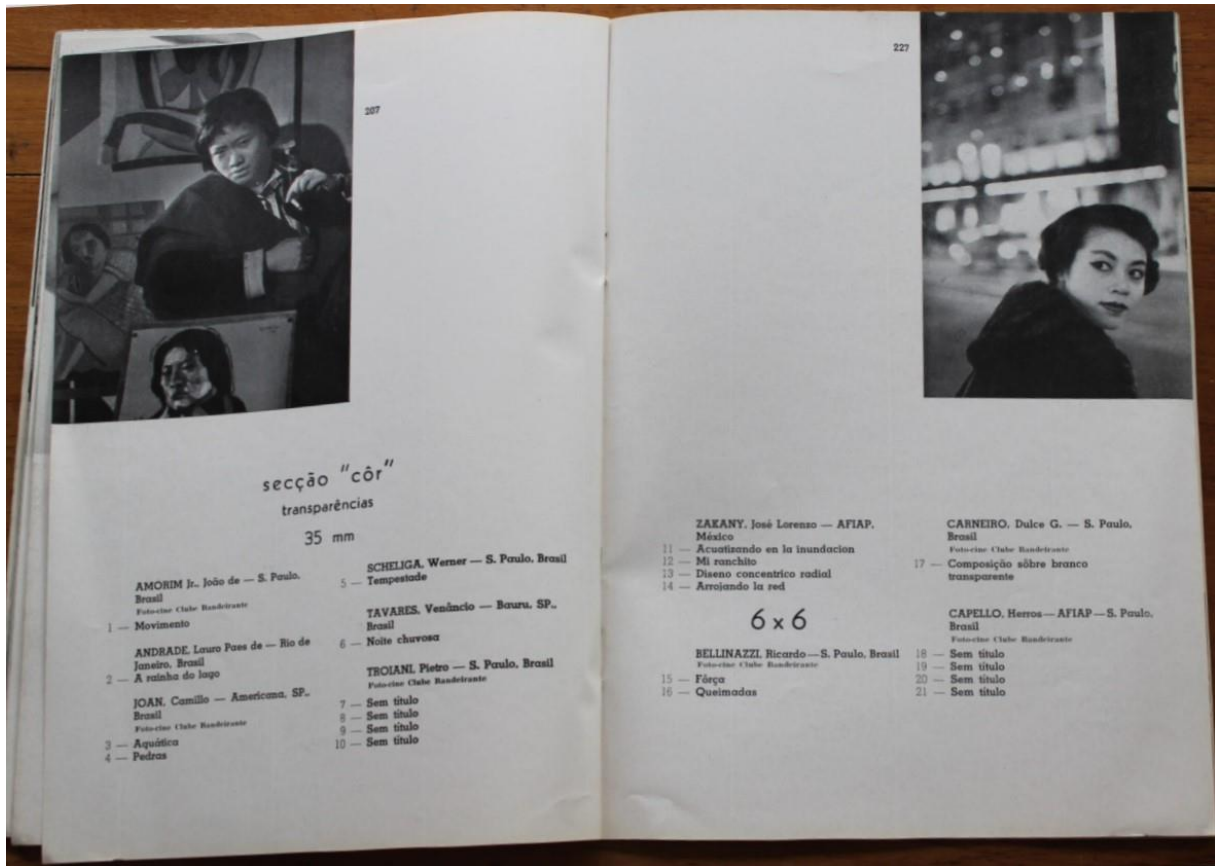 207
secção "côr"
transparências
35 mm
AMORIM Jr., João de — S. Paulo,
Brasil
Foto-cine Clube Bandeirante
1 — Movimento
ANDRADE, Lauro Paes de — Rio de
Janeiro, Brasil
2 — A rainha do lago
JOAN, Camillo — Americana, SP.,
Brasil
Foto-cine Clube Bandeirante
3 — Aquática
4 — Pedras
SCHELIGA, Werner — S. Paulo, Brasil
5 — Tempestade
TAVARES, Venâncio — Bauru, SP.,
Brasil
6 — Noite chuvosa
TROIANI, Pietro — S. Paulo, Brasil
Foto-cine Clube Bandeirante
7 — Sem título
8 — Sem título
9 — Sem título
10 — Sem título
227
ZAKANY, José Lorenso — AFIAP,
México
11 — Acuatizando en la inundacion
12 — Mi ranchito
13 — Diseno concentrico radial
14 — Arrojando la red
6 x 6
BELLINAZZI, Ricardo — S. Paulo, Brasil
Foto-cine Clube Bandeirante
15 — Fôrça
16 — Queimadas
CARNEIRO, Dulce G. — S. Paulo,
Brasil
Foto-cine Clube Bandeirante
17 — Composição sôbre branco
transparente
CAPELLO, Herros — AFIAP — S. Paulo,
Brasil
Foto-cine Clube Bandeirante
18 — Sem título
19 — Sem título
20 — Sem título
21 — Sem título